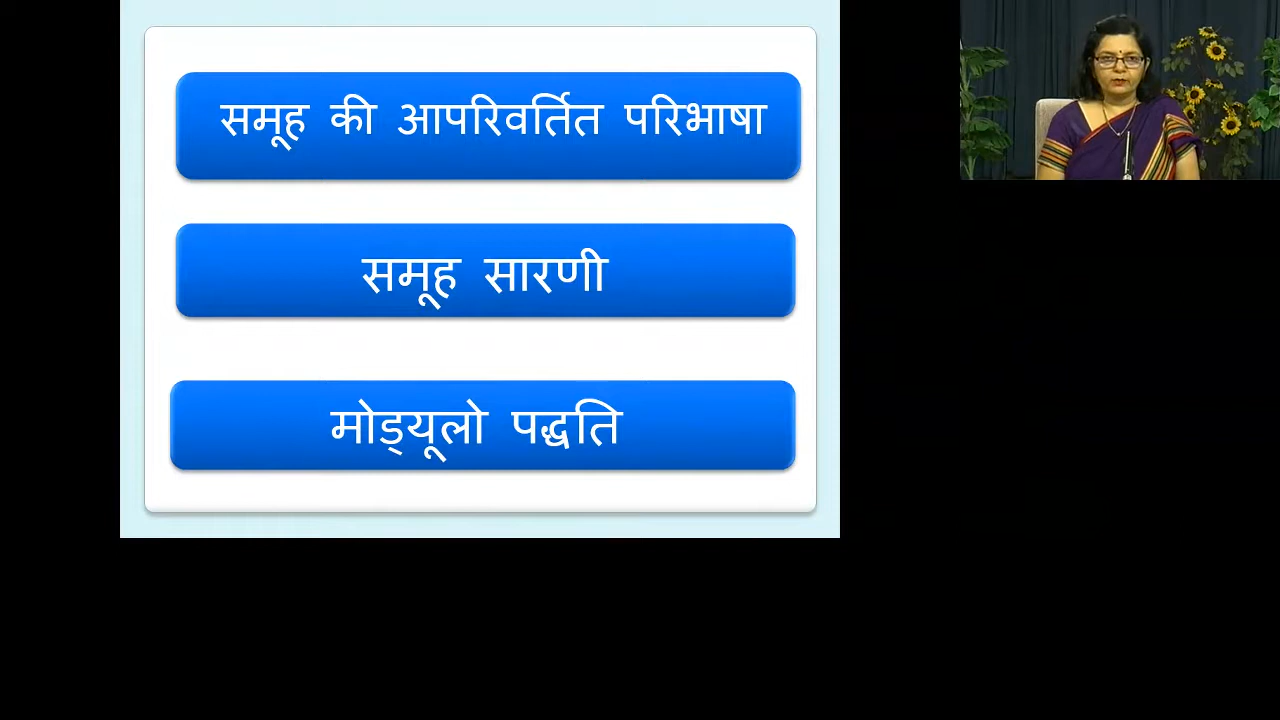 समूह की आपरिवर्तित परिभाषा
समूह सारणी
मोड्यूलो पद्धति